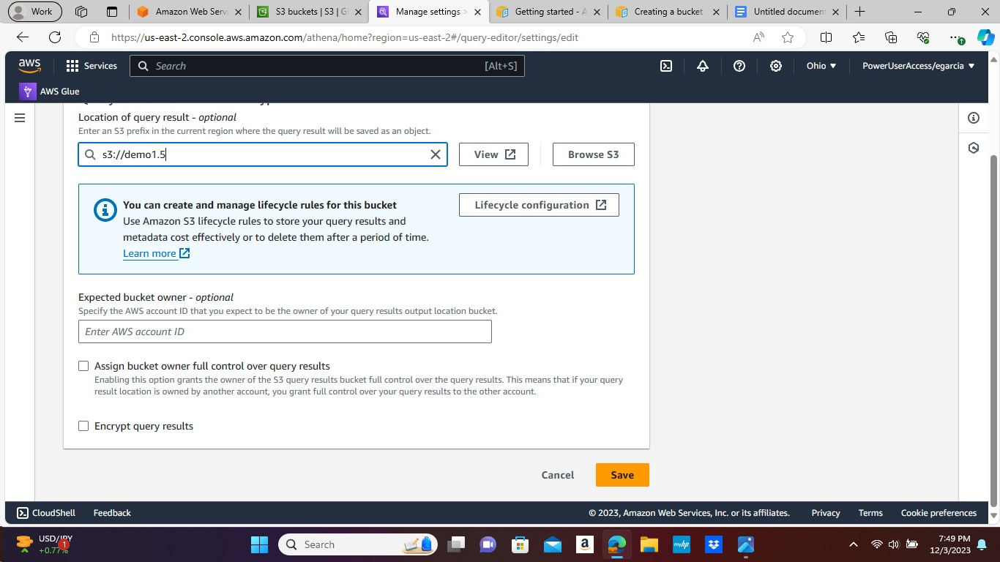 Work
Amazon Web Serv
S3 buckets | S3 | Gl
Manage settings >
Getting started - A
Creating a bucket
Untitled document
https://us-east-2.console.aws.amazon.com/athena/home?region=us-east-2#/query-editor/settings/edit
aws
Services
Search
[Alt+S]
Ohio
PowerUserAccess/egarcia
AWS Glue
Location of query result - optional
Enter an S3 prefix in the current region where the query result will be saved as an object.
s3://demo1.5
View
Browse S3
You can create and manage lifecycle rules for this bucket
Lifecycle configuration
Use Amazon S3 lifecycle rules to store your query results and
metadata cost effectively or to delete them after a period of time.
Learn more
Expected bucket owner - optional
Specify the AWS account ID that you expect to be the owner of your query results output location bucket.
Enter AWS account ID
Assign bucket owner full control over query results
Enabling this option grants the owner of the S3 query results bucket full control over the query results. This means that if your query
result location is owned by another account, you grant full control over your query results to the other account.
Encrypt query results
Cancel
Save
CloudShell
Feedback
© 2023, Amazon Web Services, Inc. or its affiliates.
Privacy
Terms
Cookie preferences
USD/JPY
1
+0.77%
Search
a
myhp
7:49 PM
12/3/2023